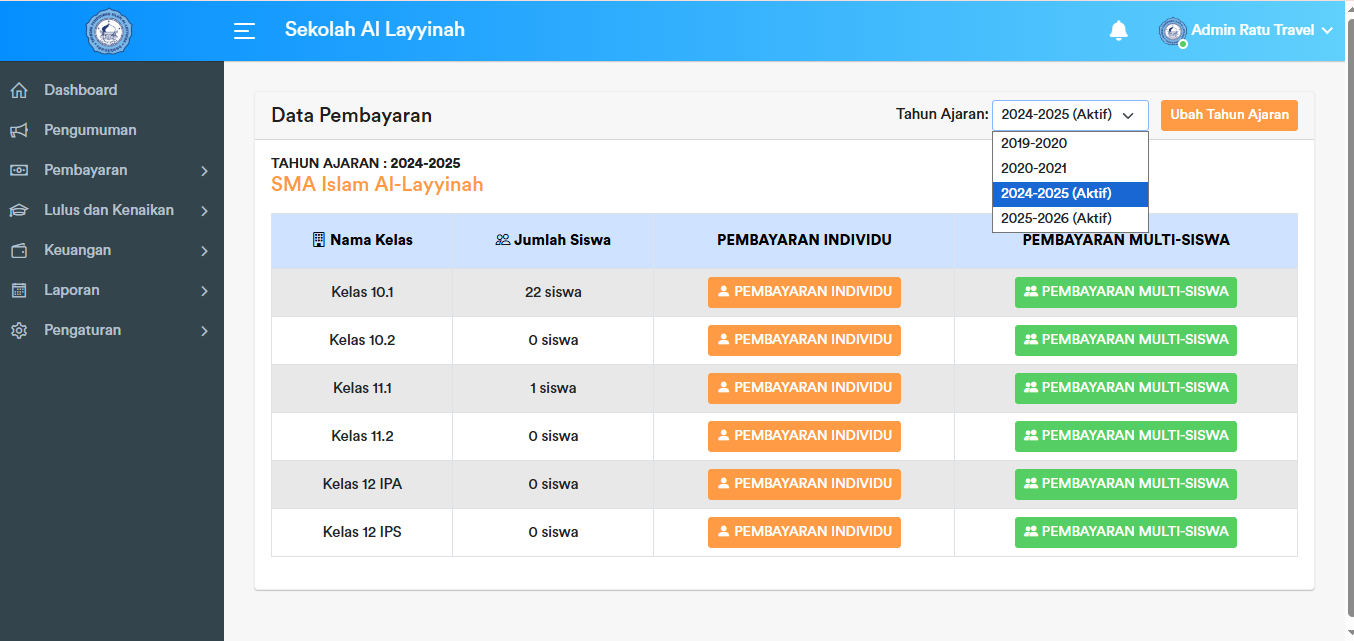 Sekolah Al Layyinah
Admin Ratu Travel
Dashboard
Pengumuman
Pembayaran
Lulus dan Kenaikan
Keuangan
Laporan
Pengaturan
Data Pembayaran
Tahun Ajaran: 2024-2025 (Aktif)
Ubah Tahun Ajaran
2019-2020
2020-2021
2024-2025 (Aktif)
2025-2026 (Aktif)
TAHUN AJARAN : 2024-2025
SMA Islam Al-Layyinah
Nama Kelas Jumlah Siswa PEMBAYARAN INDIVIDU PEMBAYARAN MULTI-SISWA
Kelas 10.1 22 siswa PEMBAYARAN INDIVIDU PEMBAYARAN MULTI-SISWA
Kelas 10.2 0 siswa PEMBAYARAN INDIVIDU PEMBAYARAN MULTI-SISWA
Kelas 11.1 1 siswa PEMBAYARAN INDIVIDU PEMBAYARAN MULTI-SISWA
Kelas 11.2 0 siswa PEMBAYARAN INDIVIDU PEMBAYARAN MULTI-SISWA
Kelas 12 IPA 0 siswa PEMBAYARAN INDIVIDU PEMBAYARAN MULTI-SISWA
Kelas 12 IPS 0 siswa PEMBAYARAN INDIVIDU PEMBAYARAN MULTI-SISWA